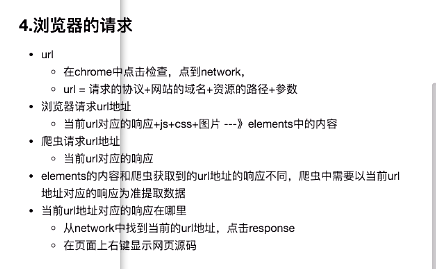 4.浏览器的请求
url
在chrome中点击检查，点到network，
url = 请求的协议+网站的域名+资源的路径+参数
浏览器请求url地址
当前url对应的响应+js+css+图片 ---》elements中的内容
爬虫请求url地址
当前url对应的响应
elements的内容和爬虫获取到的url地址的响应不同，爬虫中需要以当前url
地址对应的响应为准提取数据
当前url地址对应的响应在哪里
从network中找到当前的url地址，点击response
在页面上右键显示网页源码